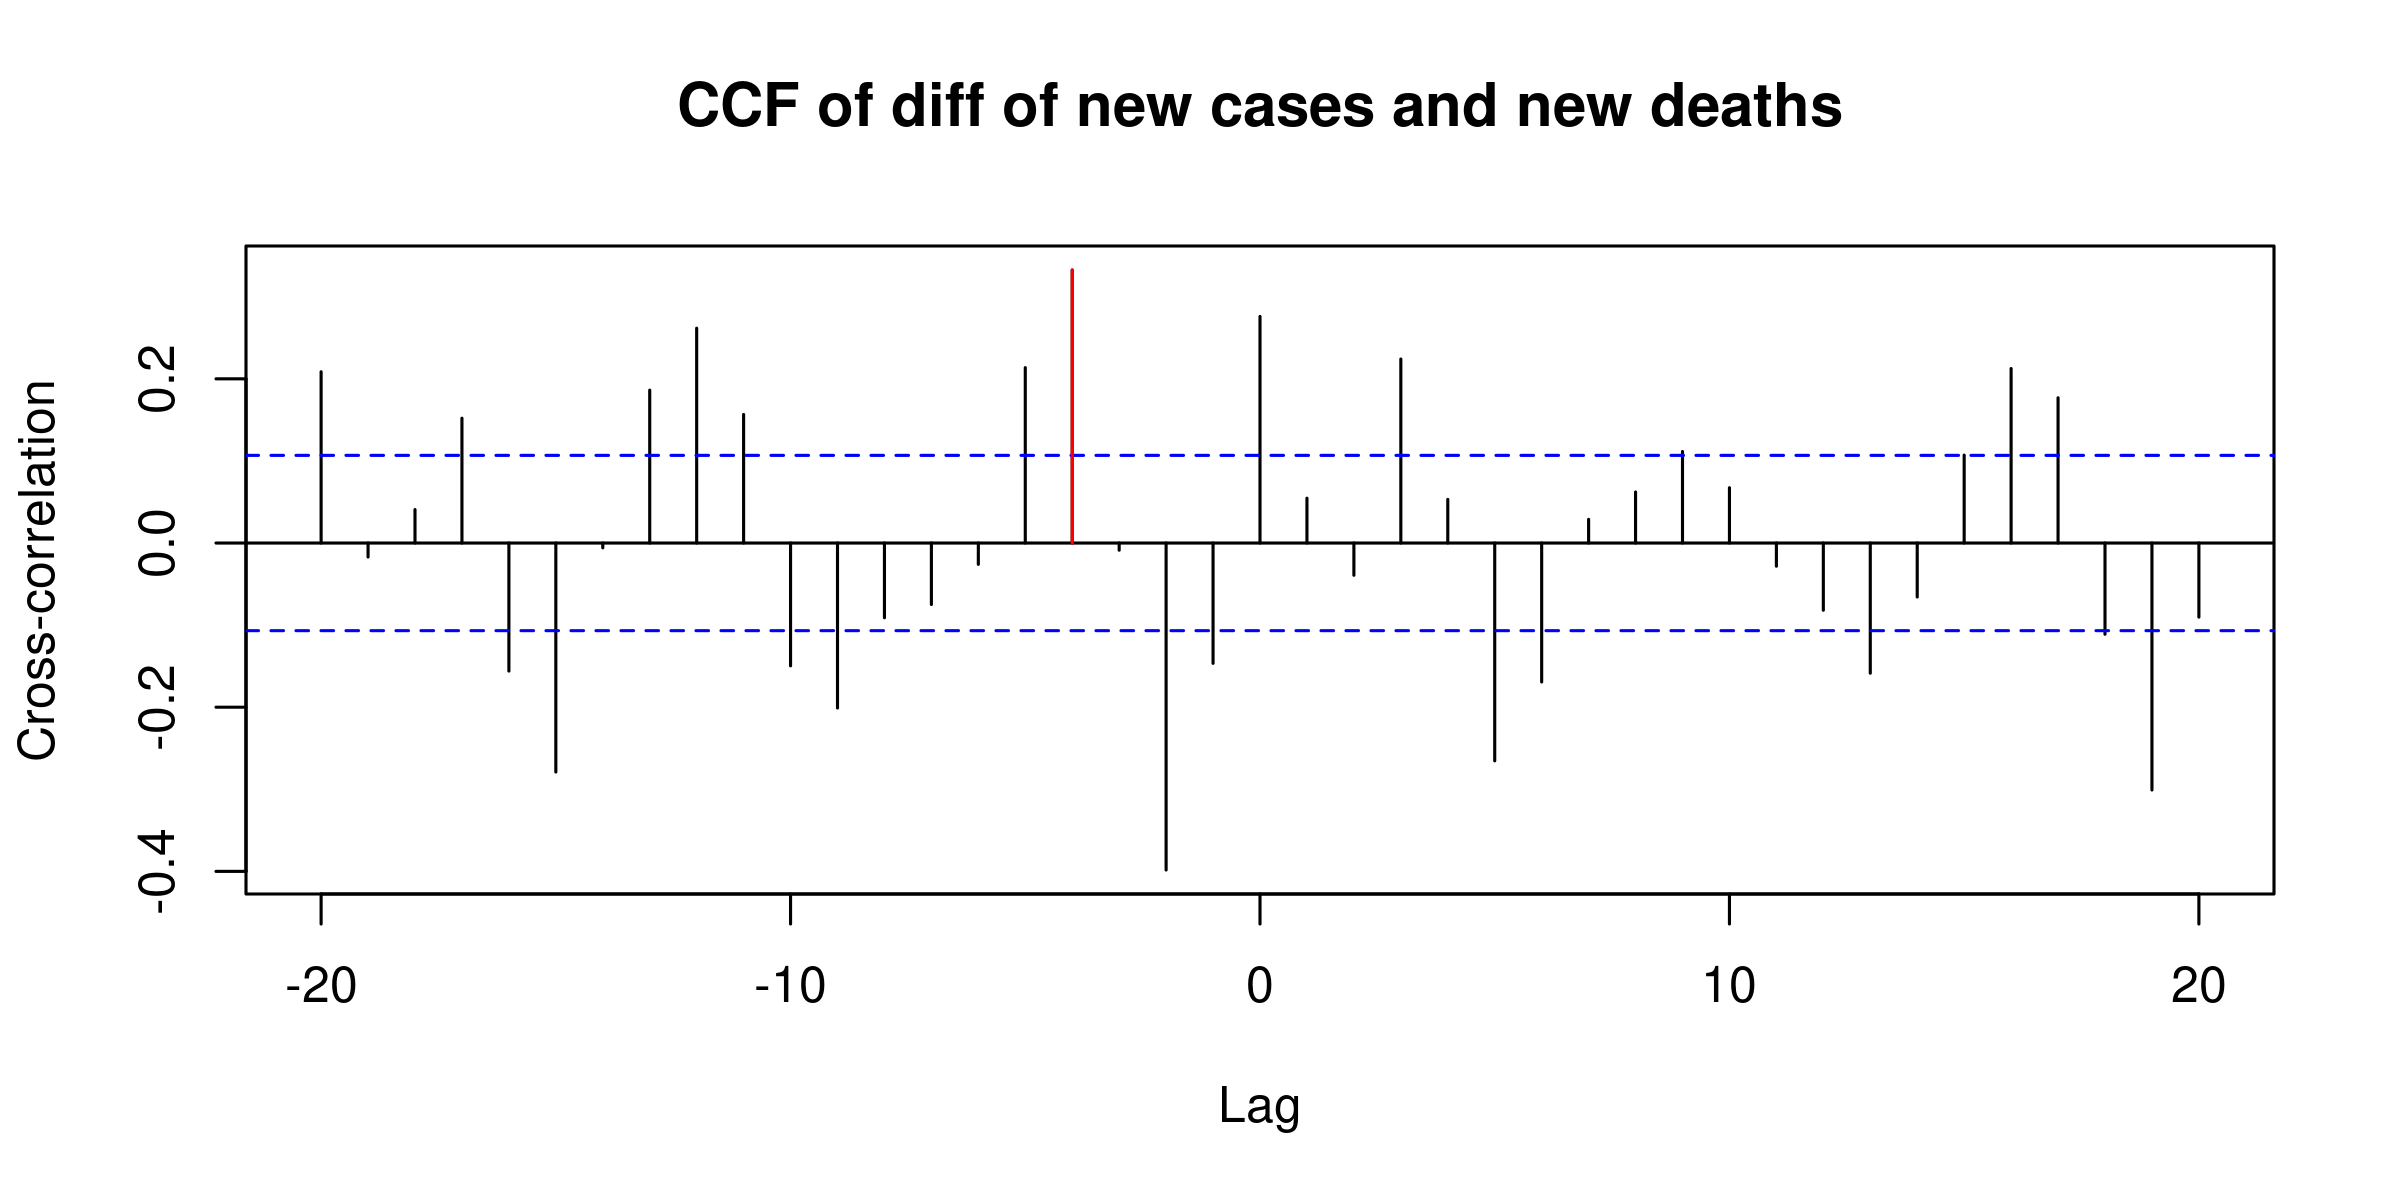 CCF of diff of new cases and new deaths
Cross-correlation
0.2
0.0
-0.2
-0.4
-20 -10 0 10 20
Lag